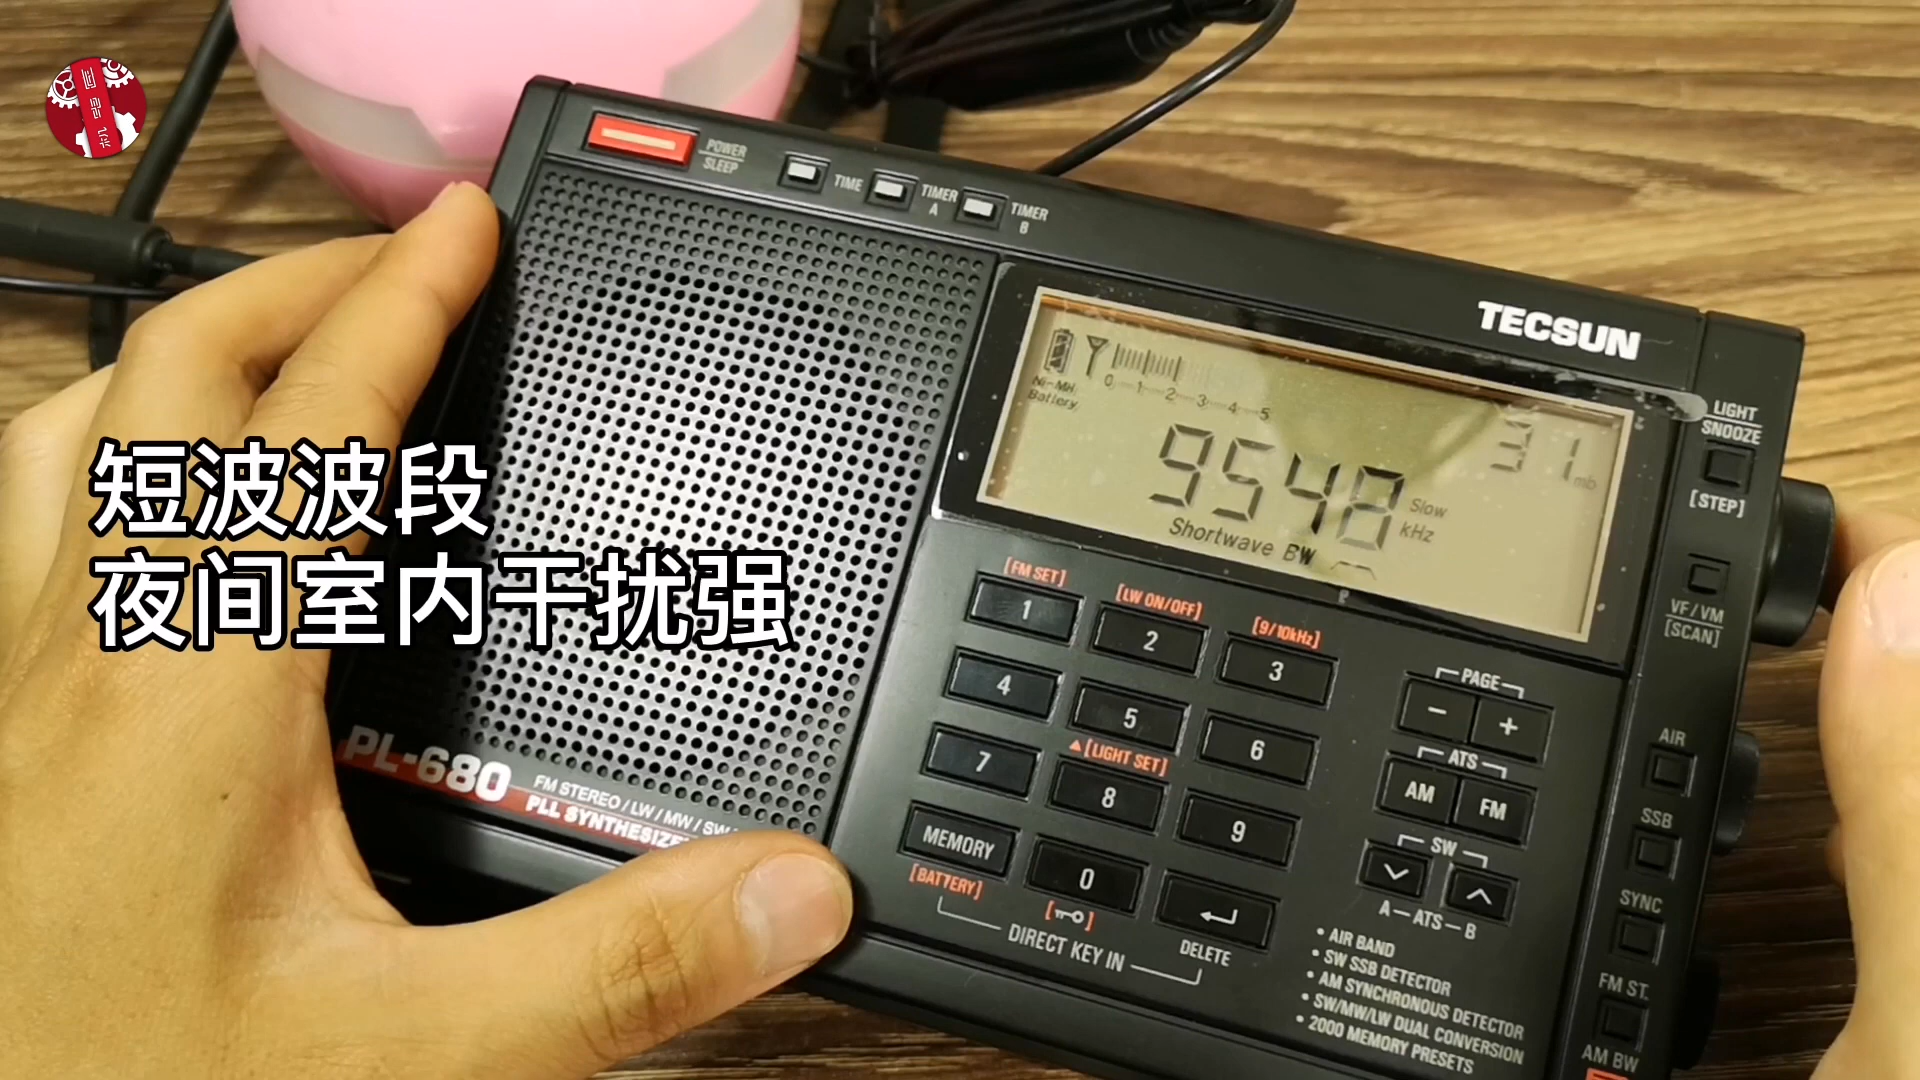 POWER
SLEEP
TIME
TIMER
A
TIMER
B
TECSUN
Ni-MH
Battery
0 1 2 3 4 5
31 mb
9548
Slow
kHz
Shortwave BW
LIGHT
SNOOZE
[STEP]
VF/VM
[SCAN]
短波波段
夜间室内干扰强
[FM SET]
[LW ON/OFF]
[9/10kHz]
1
2
3
4
5
6
▲[LIGHT SET]
7
8
9
MEMORY
0
[BATTERY]
DIRECT KEY IN
DELETE
PAGE
- +
ATS
AM FM
SW
A-ATS-B
AIR
SSB
SYNC
FM ST.
AM BW
PL-680
FM STEREO / LW / MW / SW
PLL SYNTHESIZE
• AIR BAND
• SW SSB DETECTOR
• AM SYNCHRONOUS DETECTOR
• SW/MW/LW DUAL CONVERSION
• 2000 MEMORY PRESETS